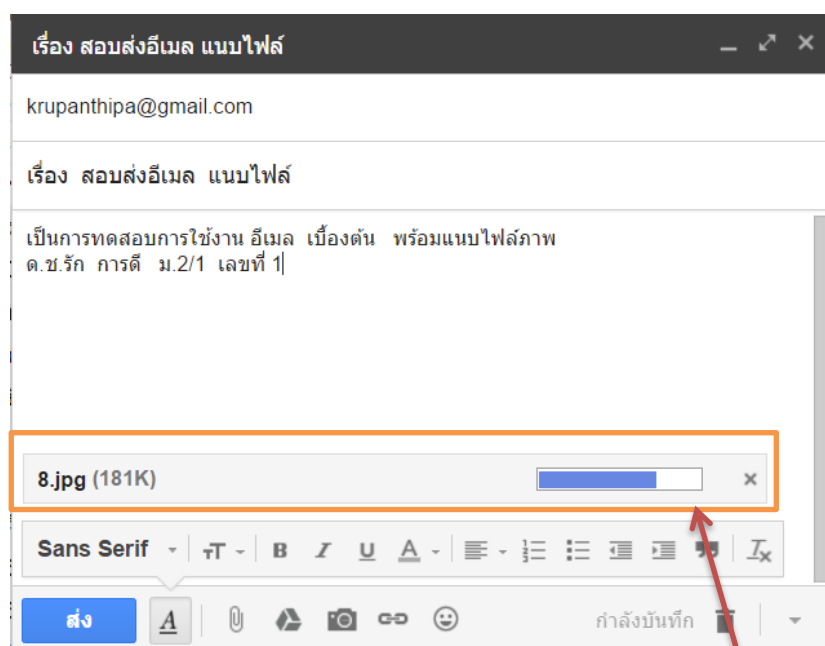 เรื่อง สอบส่งอีเมล แนบไฟล์
krupanthipa@gmail.com
เรื่อง สอบส่งอีเมล แนบไฟล์
เป็นการทดสอบการใช้งาน อีเมล เบื้องต้น พร้อมแนบไฟล์ภาพ
ด.ช.รัก การดี ม.2/1 เลขที่ 1
8.jpg (181K)
Sans Serif
ส่ง
กำลังบันทึก